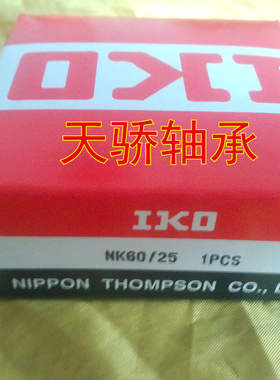 IKO
天骄轴承
IKO
NK60/25 1PCS
NIPPON THOMPSON CO.,